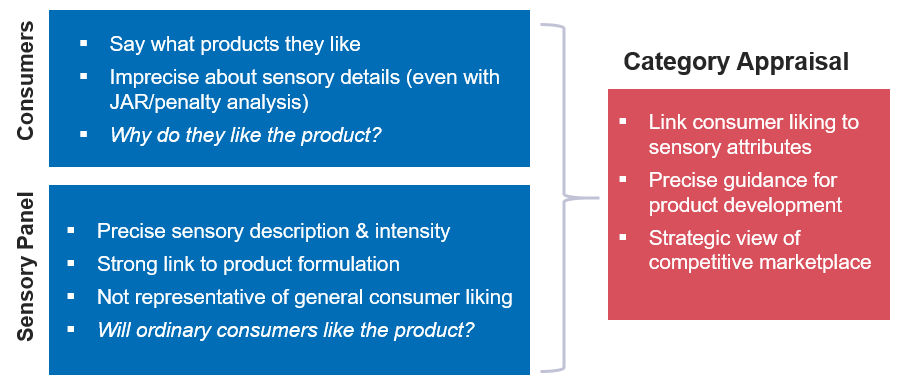 Consumers
▪ Say what products they like
▪ Imprecise about sensory details (even with
JAR/penalty analysis)
▪ Why do they like the product?
Sensory Panel
▪ Precise sensory description & intensity
▪ Strong link to product formulation
▪ Not representative of general consumer liking
▪ Will ordinary consumers like the product?
Category Appraisal
▪ Link consumer liking to
sensory attributes
▪ Precise guidance for
product development
▪ Strategic view of
competitive marketplace